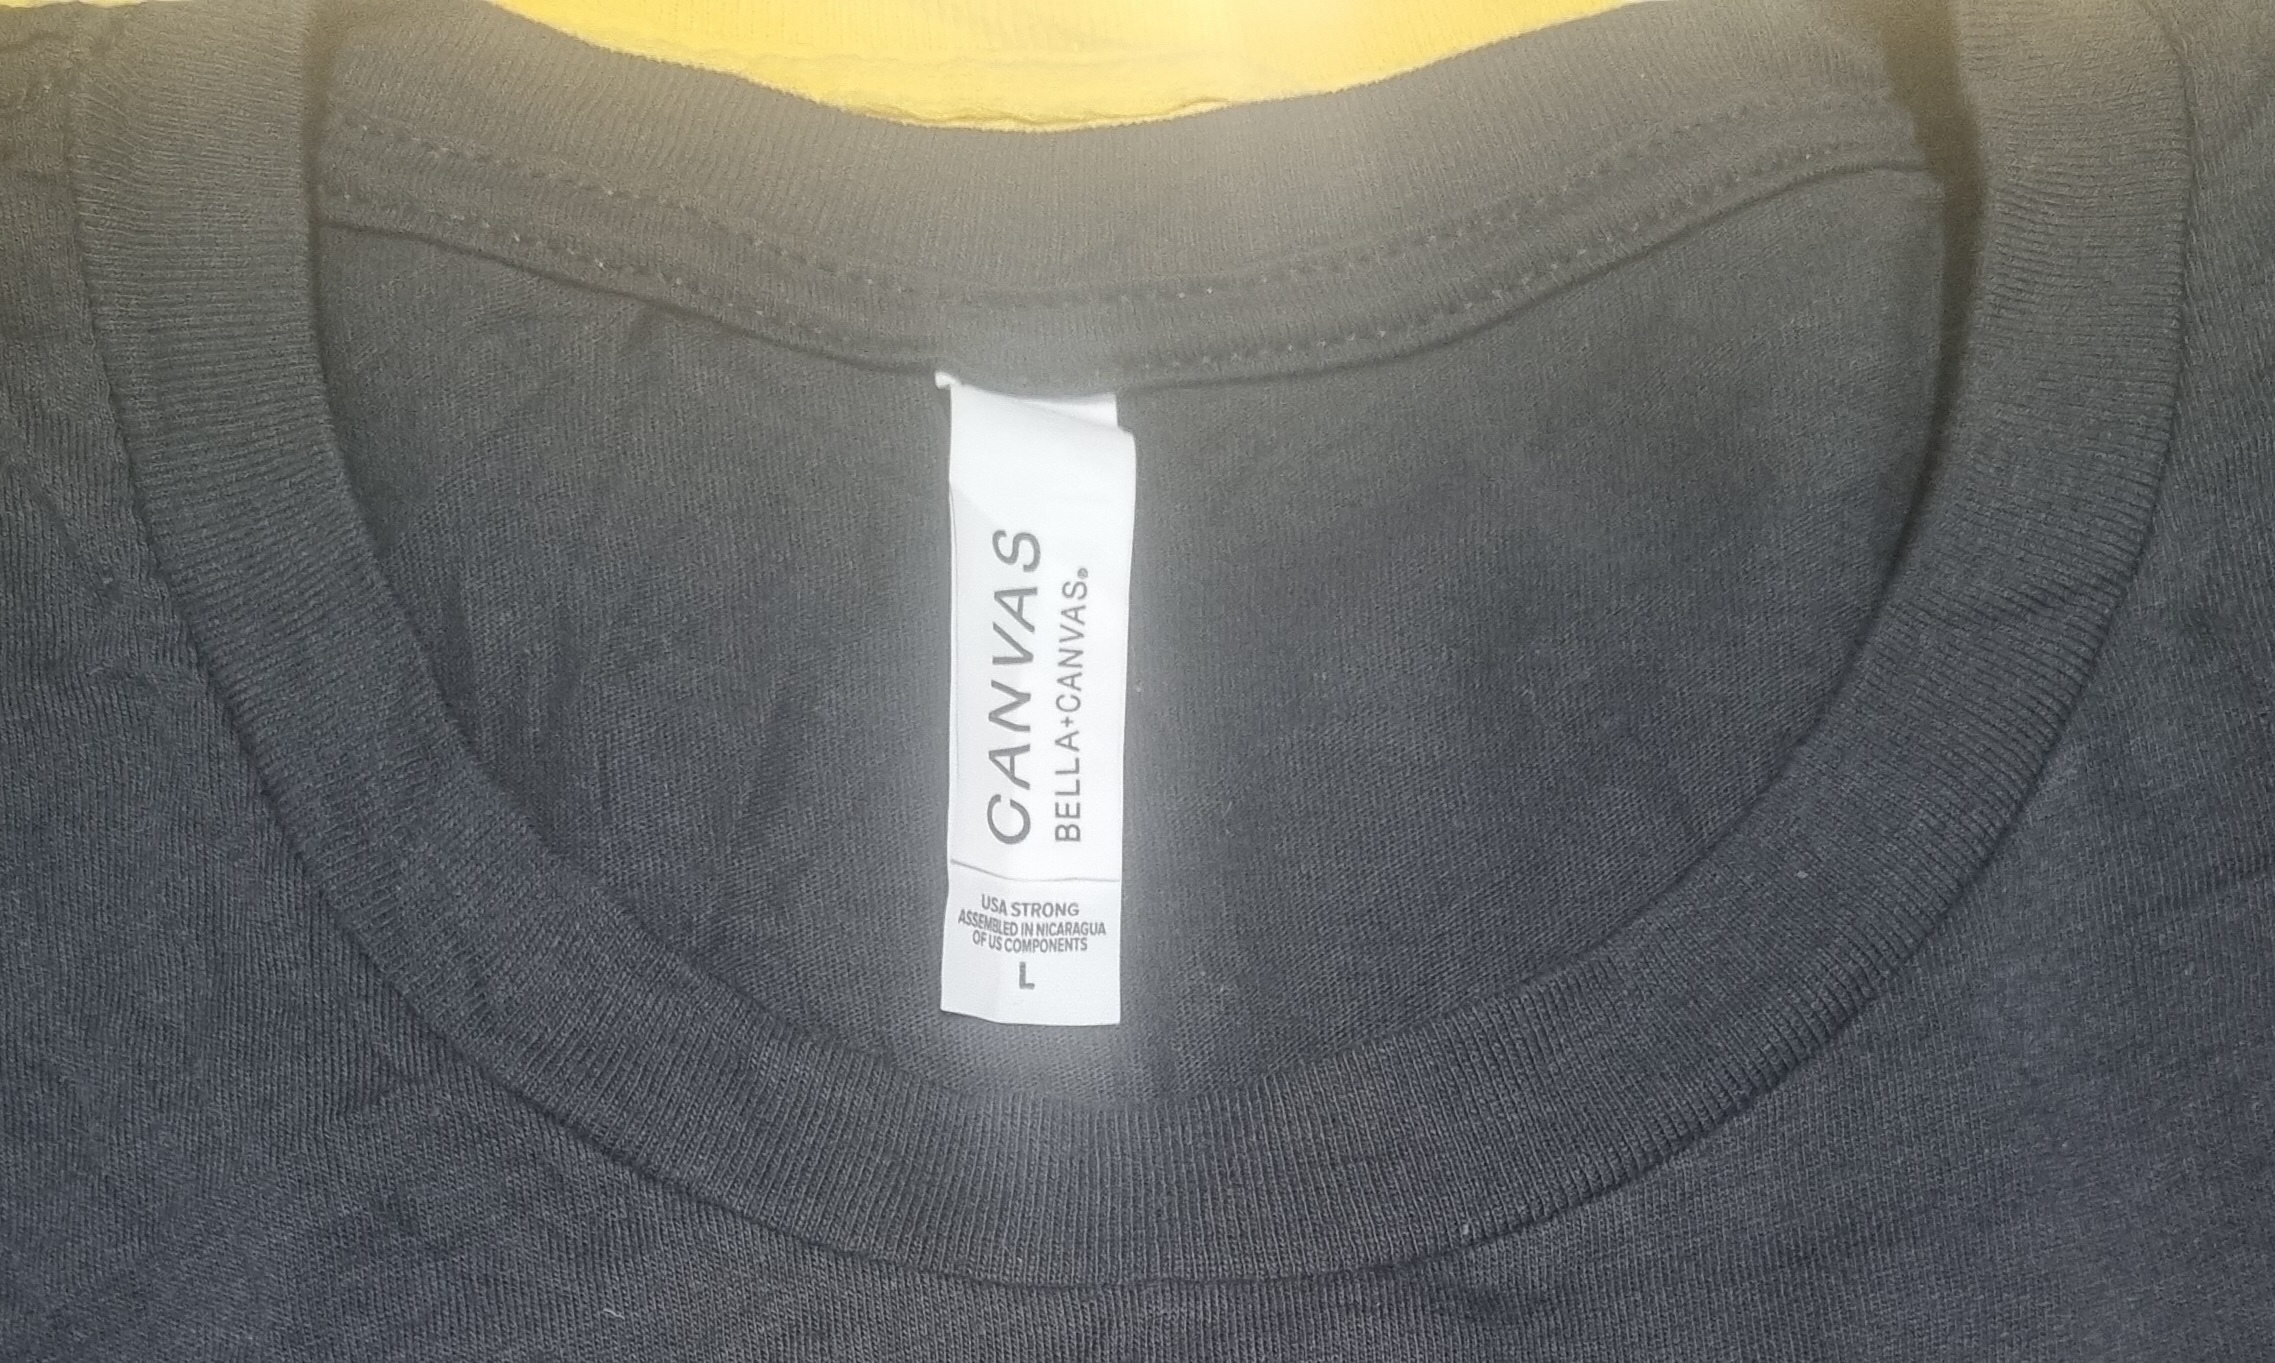 CANVAS
BELLA+CANVAS®
USA STRONG
ASSEMBLED IN NICARAGUA
OF US COMPONENTS
L